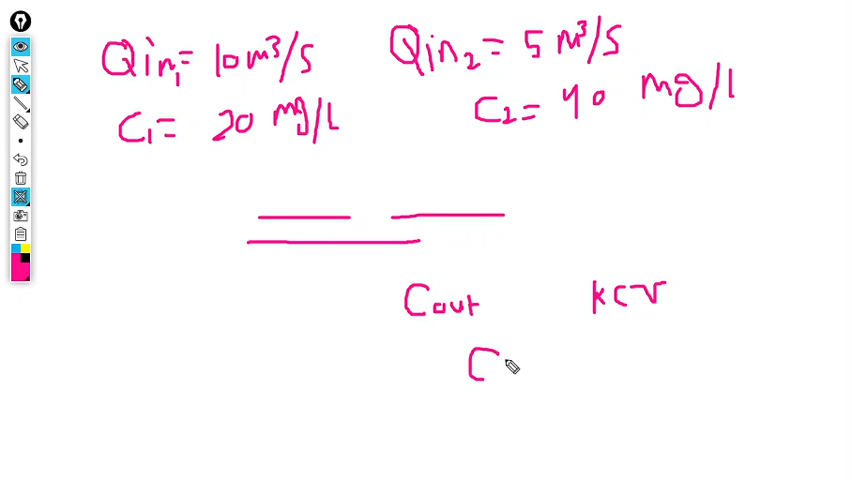 Qin₁= 10 m³/s
Qin₂ = 5 m³/s
C₁= 20 mg/L
C₂= 40 mg/l
Cout
KCV
C